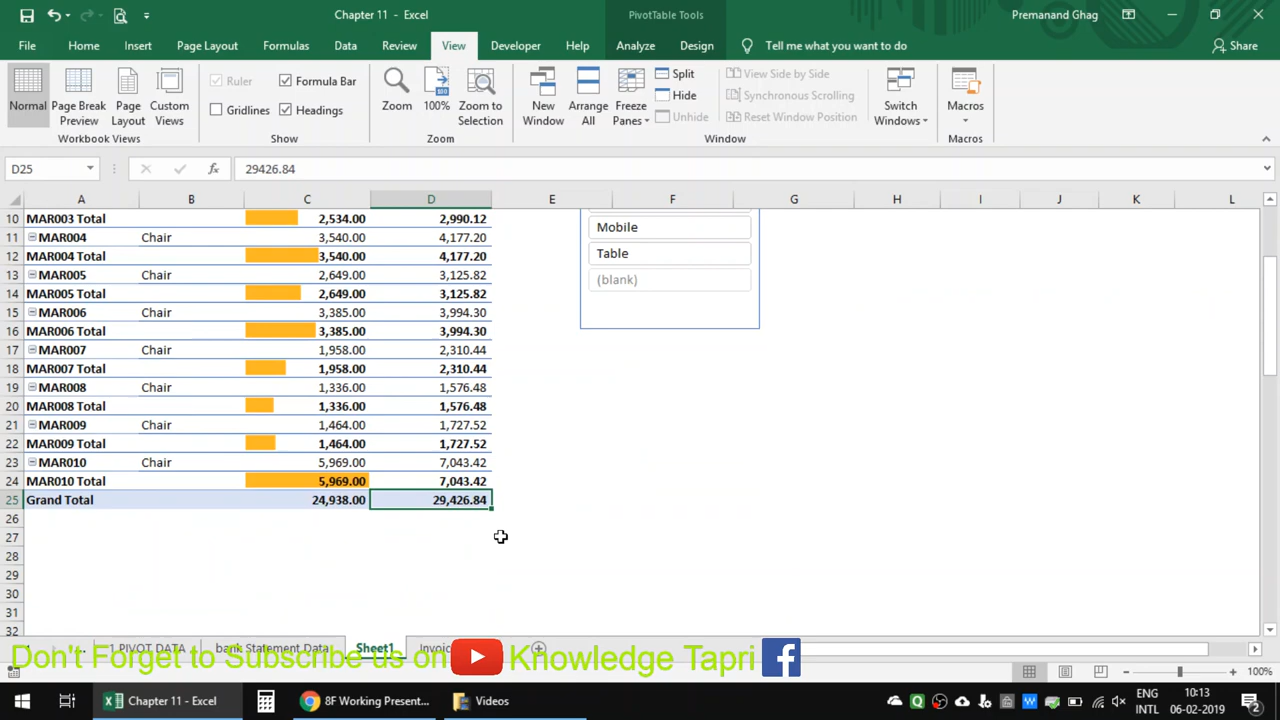 Chapter 11 - Excel
PivotTable Tools
Premanand Ghag
File Home Insert Page Layout Formulas Data Review View Developer Help Analyze Design Tell me what you want to do Share
Normal
Page Break Preview
Page Layout
Custom Views
Workbook Views
Ruler
Formula Bar
Gridlines
Headings
Show
Zoom
100%
Zoom to Selection
Zoom
New Window
Arrange All
Freeze Panes
Split
Hide
Unhide
View Side by Side
Synchronous Scrolling
Reset Window Position
Switch Windows
Window
Macros
Macros
D25 fx 29426.84
A B C D E F G H I J K L
10 MAR003 Total 2,534.00 2,990.12
11 MAR004 Chair 3,540.00 4,177.20
12 MAR004 Total 3,540.00 4,177.20
13 MAR005 Chair 2,649.00 3,125.82
14 MAR005 Total 2,649.00 3,125.82
15 MAR006 Chair 3,385.00 3,994.30
16 MAR006 Total 3,385.00 3,994.30
17 MAR007 Chair 1,958.00 2,310.44
18 MAR007 Total 1,958.00 2,310.44
19 MAR008 Chair 1,336.00 1,576.48
20 MAR008 Total 1,336.00 1,576.48
21 MAR009 Chair 1,464.00 1,727.52
22 MAR009 Total 1,464.00 1,727.52
23 MAR010 Chair 5,969.00 7,043.42
24 MAR010 Total 5,969.00 7,043.42
25 Grand Total 24,938.00 29,426.84
26
27
28
29
30
31
32
Mobile
Table
(blank)
... 1 PIVOT DATA bank Statement Data Sheet1
Don't Forget to Subscribe Us on Knowledge Tapri f
100%
Chapter 11 - Excel
8F Working Present...
Videos
ENG
INTL
10:13
06-02-2019
2